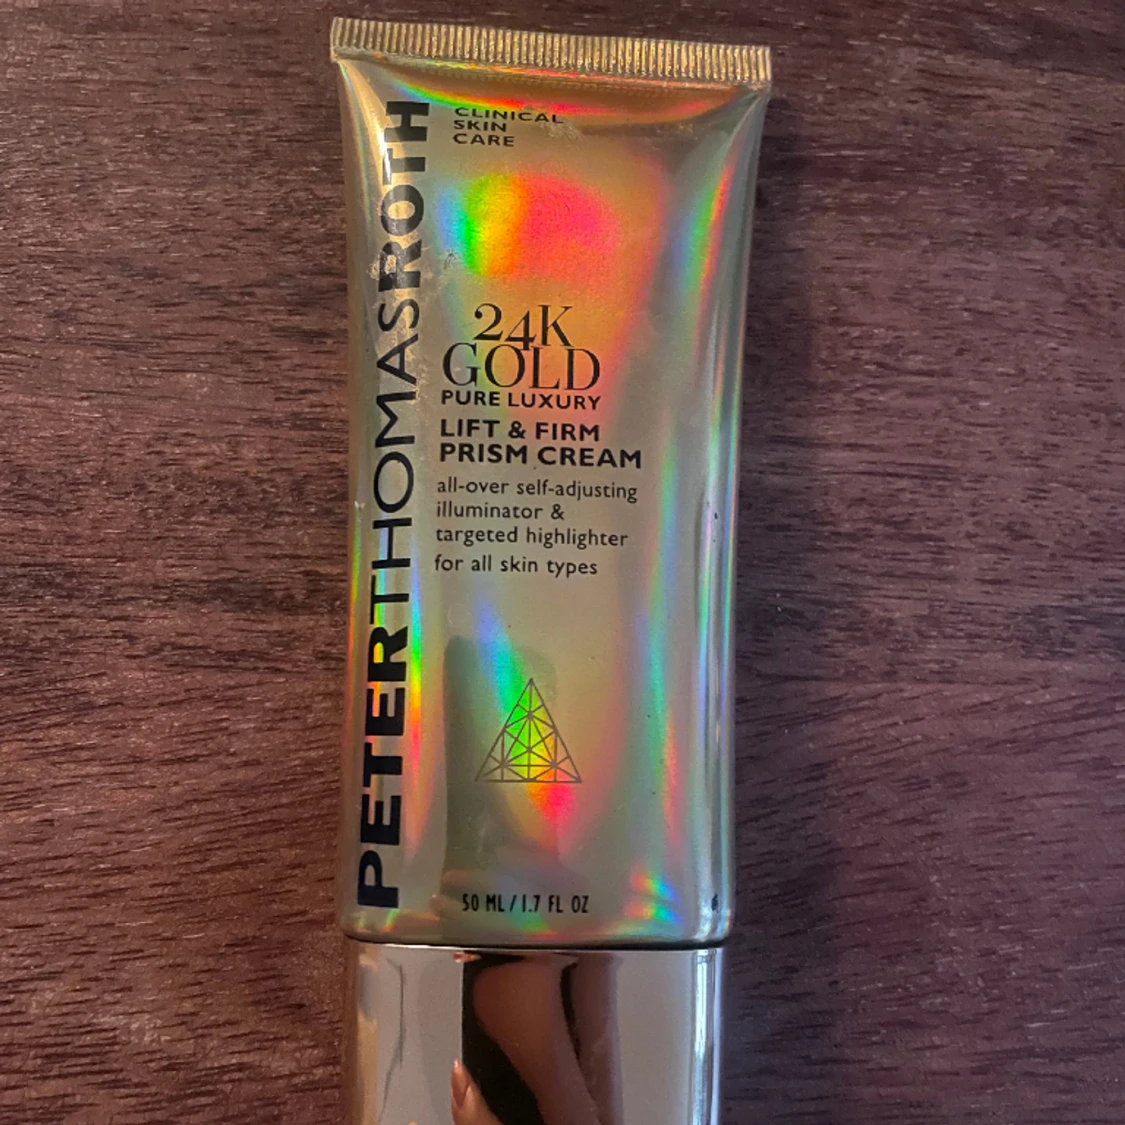 PETERTHOMASROTH
CLINICAL
SKIN
CARE
24K
GOLD
PURE LUXURY
LIFT & FIRM
PRISM CREAM
all-over self-adjusting
illuminator &
targeted highlighter
for all skin types
50 ML / 1.7 FL OZ